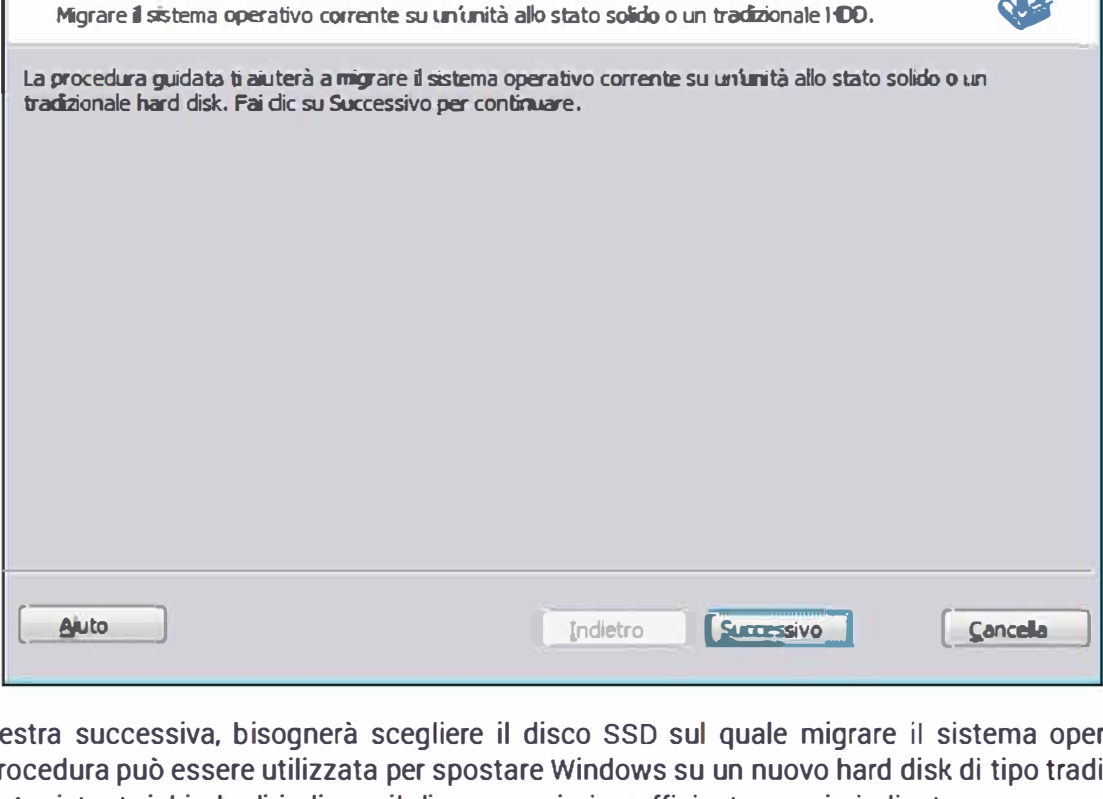 Migrare il sistema operativo corrente su un'unità allo stato solido o un tradizionale HDD.
La procedura guidata ti aiuterà a migrare il sistema operativo corrente su un'unità allo stato solido o un
tradizionale hard disk. Fai clic su Successivo per continuare.
Aiuto
Indietro
Successivo
Cancella
estra successiva, bisognerà scegliere il disco SSD sul quale migrare il sistema oper
rocedura può essere utilizzata per spostare Windows su un nuovo hard disk di tipo tradi